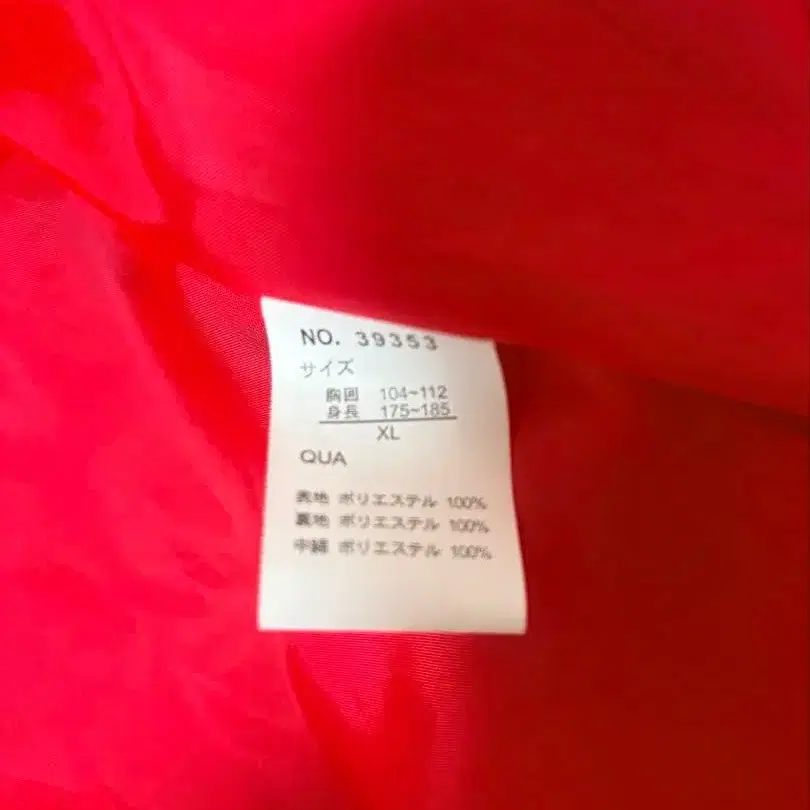 NO. 39353
サイズ
胸囲 104~112
身長 175~185
XL
QUA
表地 ポリエステル 100%
裏地 ポリエステル 100%
中綿 ポリエステル 100%